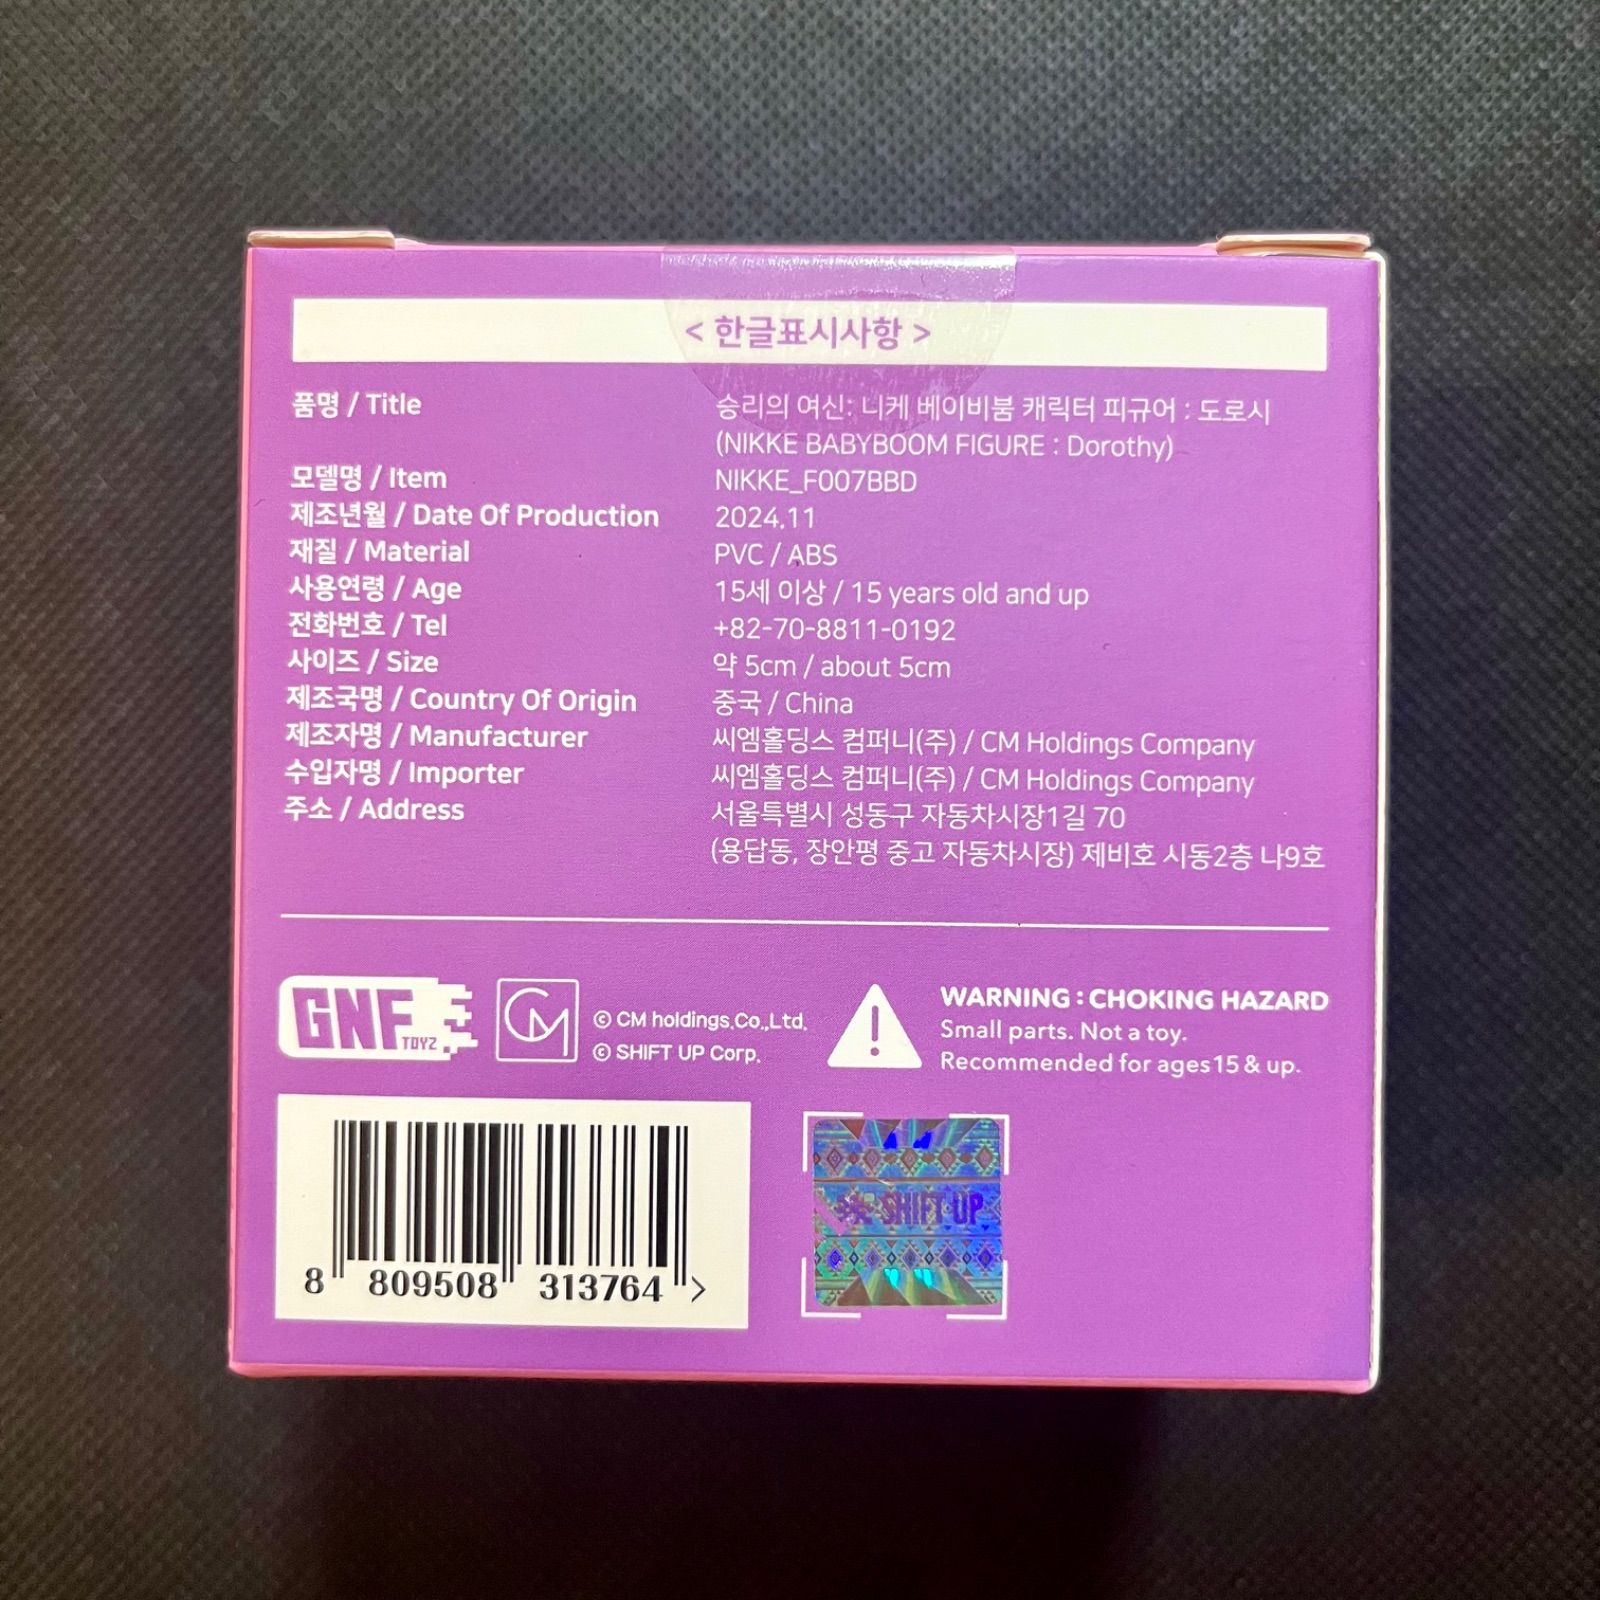 < 한글표시사항 >
품명 / Title 승리의 여신: 니케 베이비붐 캐릭터 피규어 : 도로시
(NIKKE BABYBOOM FIGURE : Dorothy)
모델명 / Item NIKKE_F007BBD
제조년월 / Date Of Production 2024.11
재질 / Material PVC / ABS
사용연령 / Age 15세 이상 / 15 years old and up
전화번호 / Tel +82-70-8811-0192
사이즈 / Size 약 5cm / about 5cm
제조국명 / Country Of Origin 중국 / China
제조자명 / Manufacturer 씨엠홀딩스 컴퍼니(주) / CM Holdings Company
수입자명 / Importer 씨엠홀딩스 컴퍼니(주) / CM Holdings Company
주소 / Address 서울특별시 성동구 자동차시장1길 70
(용답동, 장안평 중고 자동차시장) 제비호 시동2층 나9호
GNF TOYZ
CM
© CM holdings.Co.,Ltd.
© SHIFT UP Corp.
WARNING : CHOKING HAZARD
Small parts. Not a toy.
Recommended for ages 15 & up.
SHIFT UP
8 809508 313764 >